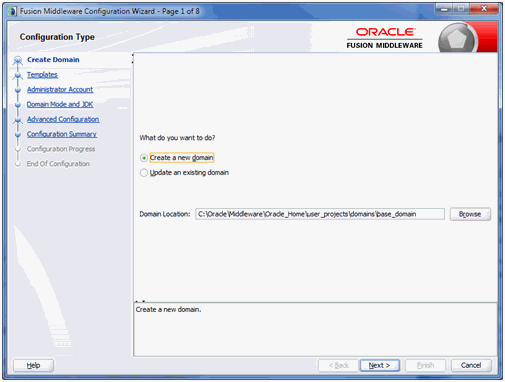 Fusion Middleware Configuration Wizard - Page 1 of 8
Configuration Type
ORACLE
FUSION MIDDLEWARE
Create Domain
Templates
Administrator Account
Domain Mode and JDK
Advanced Configuration
Configuration Summary
Configuration Progress
End Of Configuration
What do you want to do?
Create a new domain
Update an existing domain
Domain Location: C:\Oracle\Middleware\Oracle_Home\user_projects\domains\base_domain Browse
Create a new domain.
Help < Back Next > Finish Cancel